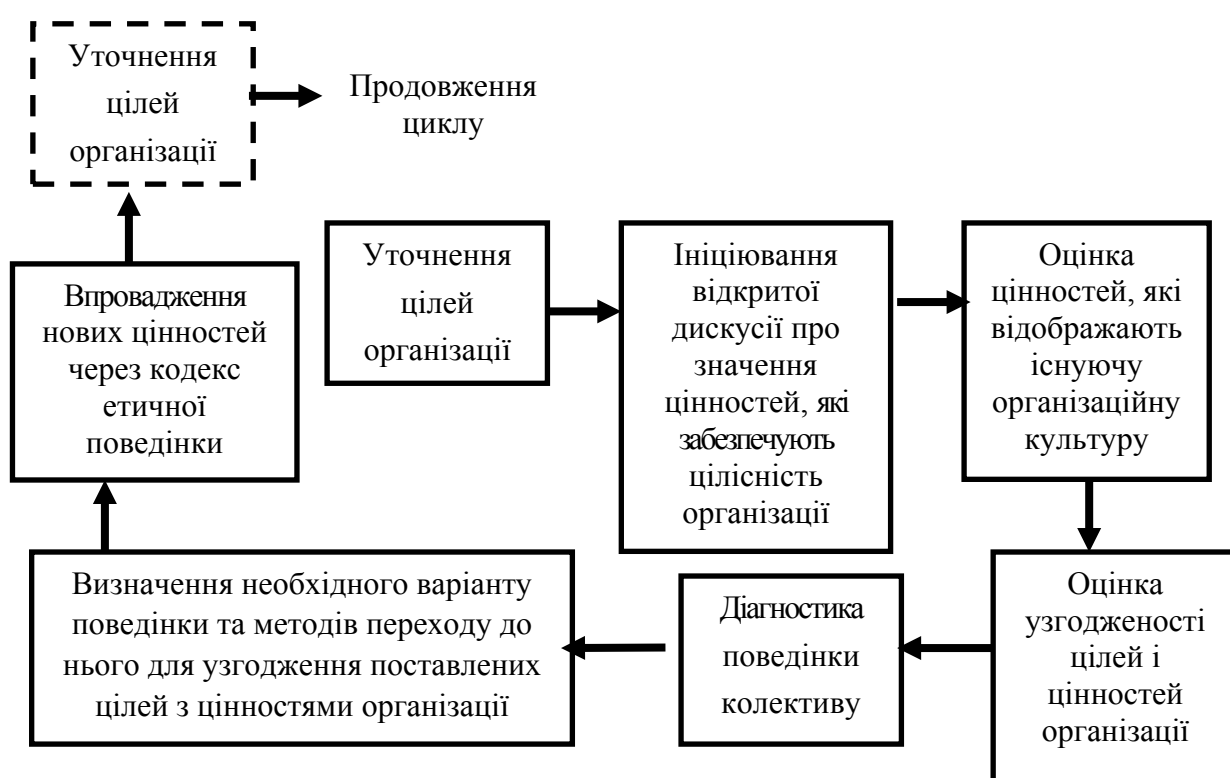 Уточнення
цілей
організації
Продовження
циклу
Впровадження
нових цінностей
через кодекс
етичної
поведінки
Уточнення
цілей
організації
Ініціювання
відкритої
дискусії про
значення
цінностей, які
забезпечують
цілісність
організації
Оцінка
цінностей, які
відображають
існуючу
організаційну
культуру
Визначення необхідного варіанту
поведінки та методів переходу до
нього для узгодження поставлених
цілей з цінностями організації
Діагностика
поведінки
колективу
Оцінка
узгодженості
цілей і
цінностей
організації